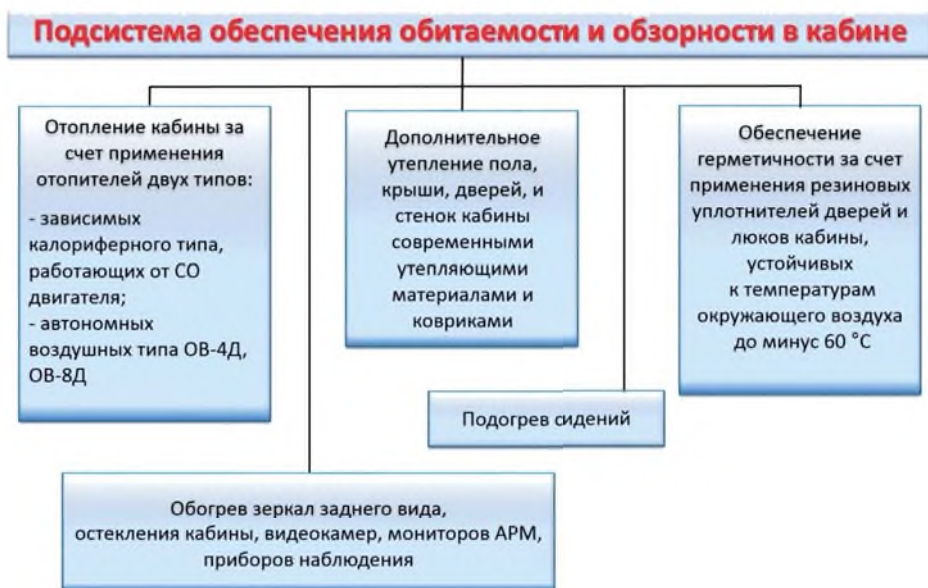 Подсистема обеспечения обитаемости и обзорности в кабине
Отопление кабины за
счет применения
отопителей двух типов:
- зависимых
калориферного типа,
работающих от СО
двигателя;
- автономных
воздушных типа ОВ-4Д,
ОВ-8Д
Дополнительное
утепление пола,
крыши, дверей, и
стенок кабины
современными
утепляющими
материалами и
ковриками
Обеспечение
герметичности за счет
применения резиновых
уплотнителей дверей и
люков кабины,
устойчивых
к температурам
окружающего воздуха
до минус 60 °С
Подогрев сидений
Обогрев зеркал заднего вида,
остекления кабины, видеокамер, мониторов АРМ,
приборов наблюдения